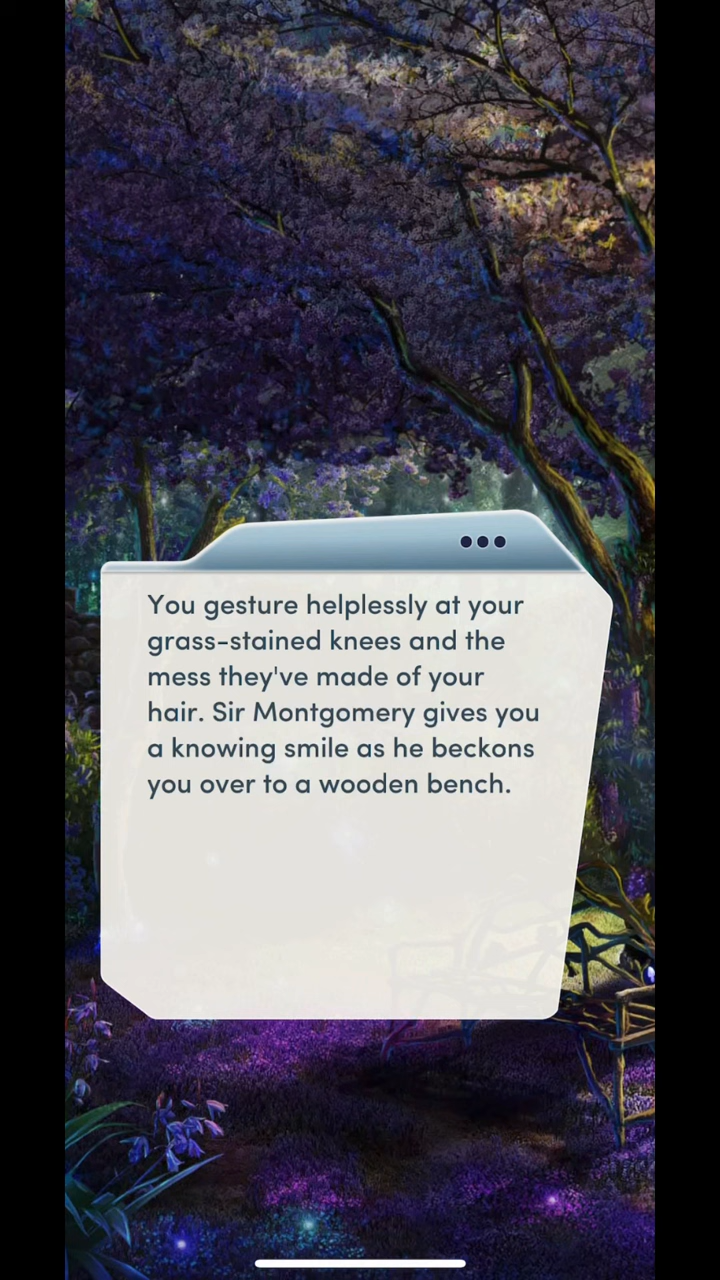 You gesture helplessly at your
grass-stained knees and the
mess they've made of your
hair. Sir Montgomery gives you
a knowing smile as he beckons
you over to a wooden bench.